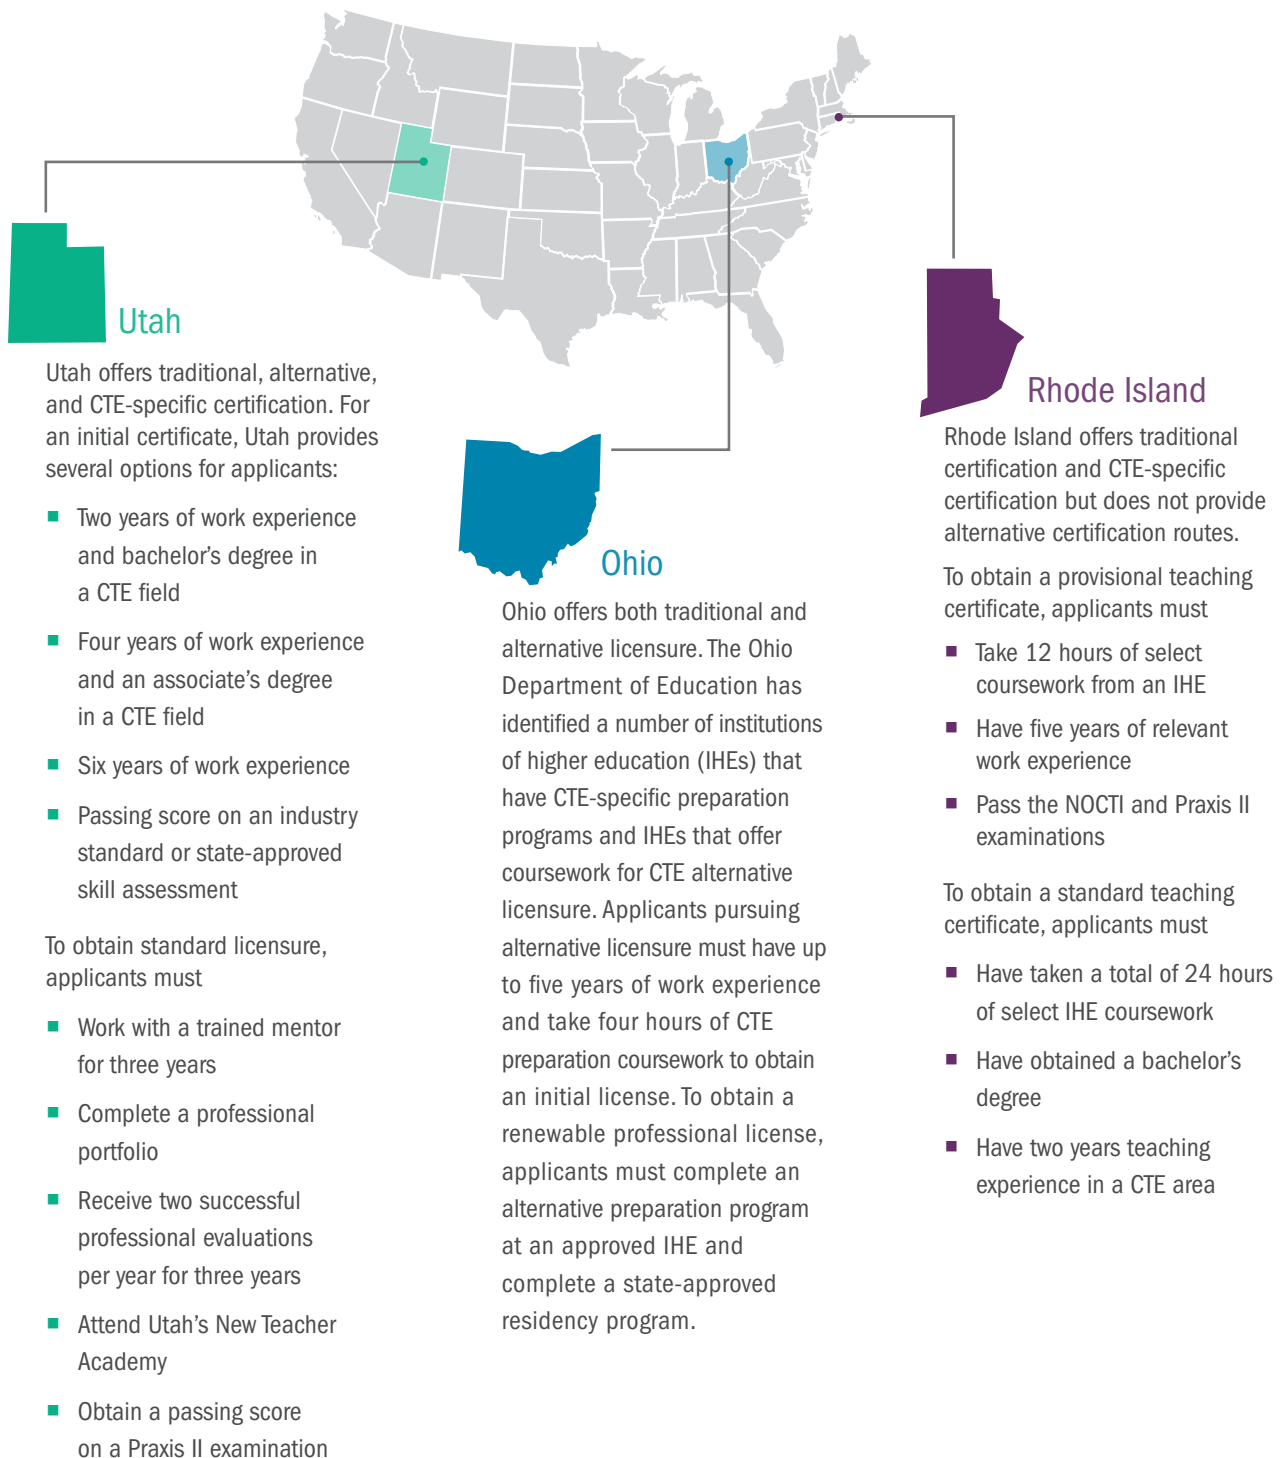 Utah
Utah offers traditional, alternative,
and CTE-specific certification. For
an initial certificate, Utah provides
several options for applicants:
■ Two years of work experience
and bachelor’s degree in
a CTE field
■ Four years of work experience
and an associate’s degree
in a CTE field
■ Six years of work experience
■ Passing score on an industry
standard or state-approved
skill assessment
To obtain standard licensure,
applicants must
■ Work with a trained mentor
for three years
■ Complete a professional
portfolio
■ Receive two successful
professional evaluations
per year for three years
■ Attend Utah’s New Teacher
Academy
■ Obtain a passing score
on a Praxis II examination
Ohio
Ohio offers both traditional and
alternative licensure. The Ohio
Department of Education has
identified a number of institutions
of higher education (IHEs) that
have CTE-specific preparation
programs and IHEs that offer
coursework for CTE alternative
licensure. Applicants pursuing
alternative licensure must have up
to five years of work experience
and take four hours of CTE
preparation coursework to obtain
an initial license. To obtain a
renewable professional license,
applicants must complete an
alternative preparation program
at an approved IHE and
complete a state-approved
residency program.
Rhode Island
Rhode Island offers traditional
certification and CTE-specific
certification but does not provide
alternative certification routes.
To obtain a provisional teaching
certificate, applicants must
■ Take 12 hours of select
coursework from an IHE
■ Have five years of relevant
work experience
■ Pass the NOCTI and Praxis II
examinations
To obtain a standard teaching
certificate, applicants must
■ Have taken a total of 24 hours
of select IHE coursework
■ Have obtained a bachelor’s
degree
■ Have two years teaching
experience in a CTE area